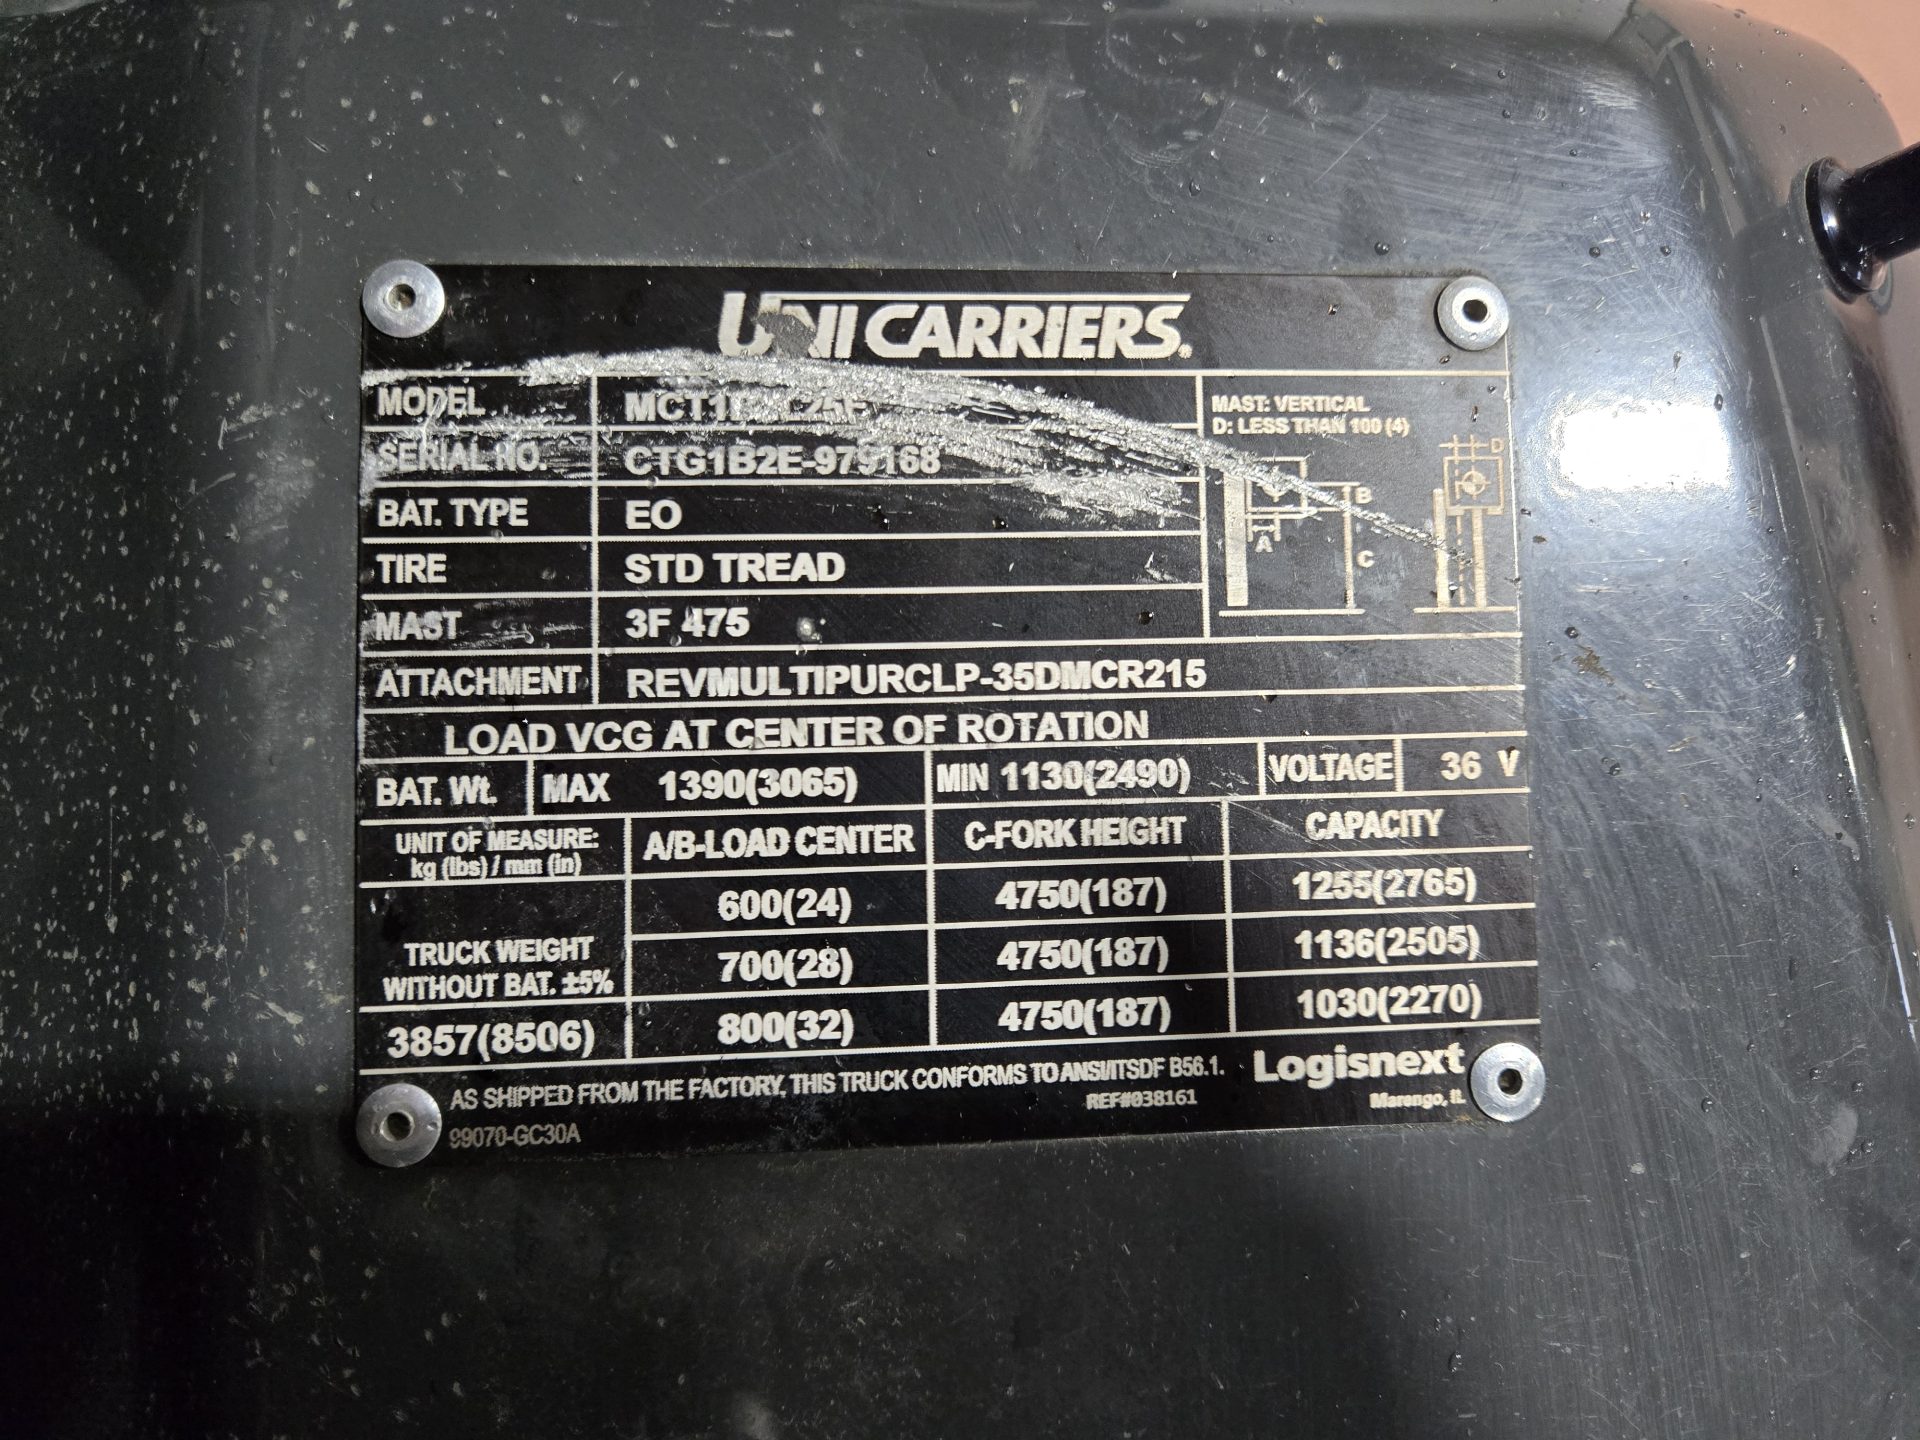 UNICARRIERS®
MODEL
SERIAL NO. CTG1B2E-979168
BAT. TYPE EO
TIRE STD TREAD
MAST 3F 475
ATTACHMENT REVMULTIPURCLP-35DMCR215
MAST: VERTICAL
D: LESS THAN 100 (4)
D
B
A
C
LOAD VCG AT CENTER OF ROTATION
BAT. Wt. MAX 1390(3065) MIN 1130(2490) VOLTAGE 36 V
UNIT OF MEASURE:
kg (lbs) / mm (in)
A/B-LOAD CENTER C-FORK HEIGHT CAPACITY
600(24) 4750(187) 1255(2765)
700(28) 4750(187) 1136(2505)
800(32) 4750(187) 1030(2270)
TRUCK WEIGHT
WITHOUT BAT. ±5%
3857(8506)
AS SHIPPED FROM THE FACTORY, THIS TRUCK CONFORMS TO ANSI/ITSDF B56.1.
REF#038161
Logisnext
Marengo, IL
99070-GC30A